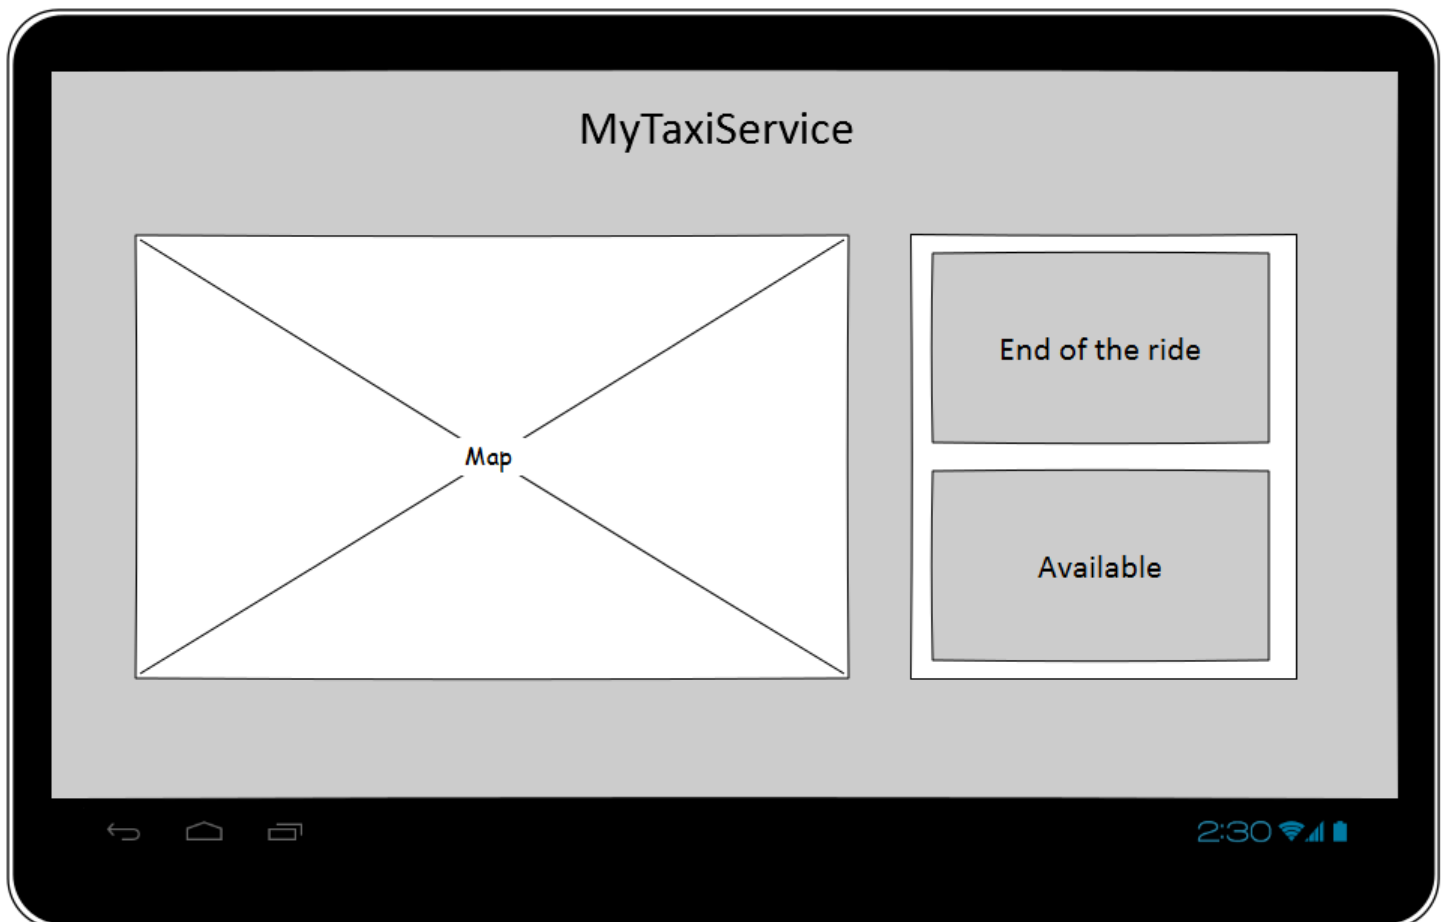 MyTaxiService
Map
End of the ride
Available
2:30